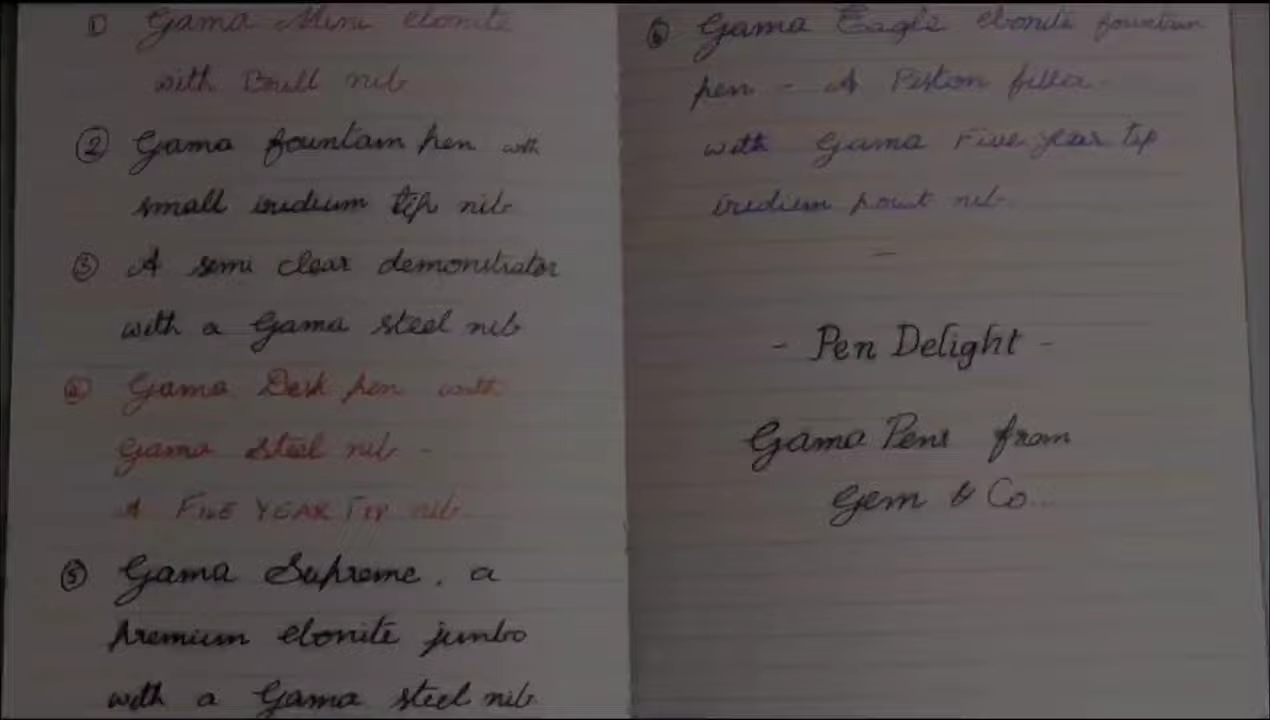 ① Gama Mini ebonite
with Brull nib
② Gama fountain pen with
small iridium tip nib
③ A semi clear demonstrator
with a Gama steel nib
④ Gama Desk pen with
Gama Steel nib -
A FIVE YEAR TIP nib
⑤ Gama Supreme. a
premium ebonite jumbo
with a Gama steel nib
⑥ Gama Eagle ebonite fountain
pen - A Piston filler -
with Gama Five year tip
iridium point nib.
—
- Pen Delight -
Gama Pens from
Gem & Co..